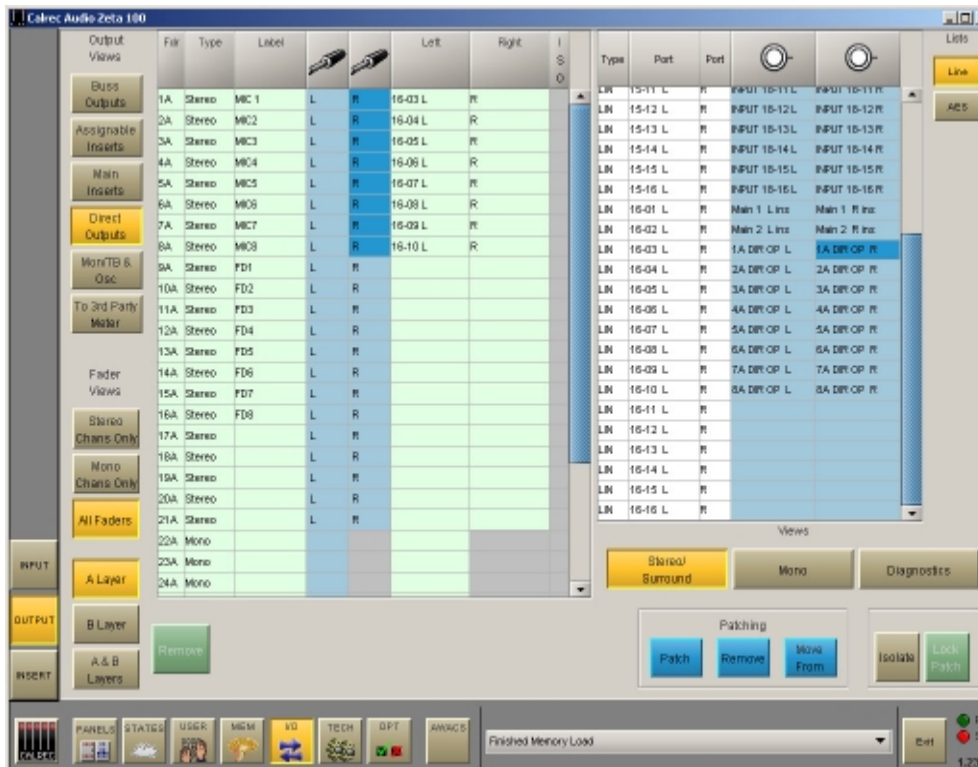 Calrec Audio Zeta 100
Output Views
Buss Outputs
Assignable Inserts
Main Inserts
Direct Outputs
Mon/TB & Osc
To 3rd Party Meter
Fader Views
Stereo Chans Only
Mono Chans Only
All Faders
A Layer
B Layer
A & B Layers
INPUT
OUTPUT
INSERT
Fdr Type Label Left Right ISO
1A Stereo MIC 1 L R 16-03 L R
2A Stereo MIC2 L R 16-04 L R
3A Stereo MIC3 L R 16-05 L R
4A Stereo MIC4 L R 16-06 L R
5A Stereo MIC5 L R 16-07 L R
6A Stereo MIC6 L R 16-08 L R
7A Stereo MIC7 L R 16-09 L R
8A Stereo MIC8 L R 16-10 L R
9A Stereo FD1 L R
10A Stereo FD2 L R
11A Stereo FD3 L R
12A Stereo FD4 L R
13A Stereo FD5 L R
14A Stereo FD6 L R
15A Stereo FD7 L R
16A Stereo FD8 L R
17A Stereo L R
18A Stereo L R
19A Stereo L R
20A Stereo L R
21A Stereo L R
22A Mono
23A Mono
24A Mono
Remove
Type Port Port
LIN 15-11 L R INPUT 18-11 L INPUT 18-11 R
LIN 15-12 L R INPUT 18-12 L INPUT 18-12 R
LIN 15-13 L R INPUT 18-13 L INPUT 18-13 R
LIN 15-14 L R INPUT 18-14 L INPUT 18-14 R
LIN 15-15 L R INPUT 18-15 L INPUT 18-15 R
LIN 15-16 L R INPUT 18-16 L INPUT 18-16 R
LIN 16-01 L R Main 1 L ins Main 1 R ins
LIN 16-02 L R Main 2 L ins Main 2 R ins
LIN 16-03 L R 1A DIR OP L 1A DIR OP R
LIN 16-04 L R 2A DIR OP L 2A DIR OP R
LIN 16-05 L R 3A DIR OP L 3A DIR OP R
LIN 16-06 L R 4A DIR OP L 4A DIR OP R
LIN 16-07 L R 5A DIR OP L 5A DIR OP R
LIN 16-08 L R 6A DIR OP L 6A DIR OP R
LIN 16-09 L R 7A DIR OP L 7A DIR OP R
LIN 16-10 L R 8A DIR OP L 8A DIR OP R
LIN 16-11 L R
LIN 16-12 L R
LIN 16-13 L R
LIN 16-14 L R
LIN 16-15 L R
LIN 16-16 L R
Lists
Line
AES
Views
Stereo/ Surround Mono Diagnostics
Patching
Patch Remove Move From
Isolate Lock Patch
CALREC PANELS STATES USER MEM I/O TECH OPT AWACS
Finished Memory Load
Exit